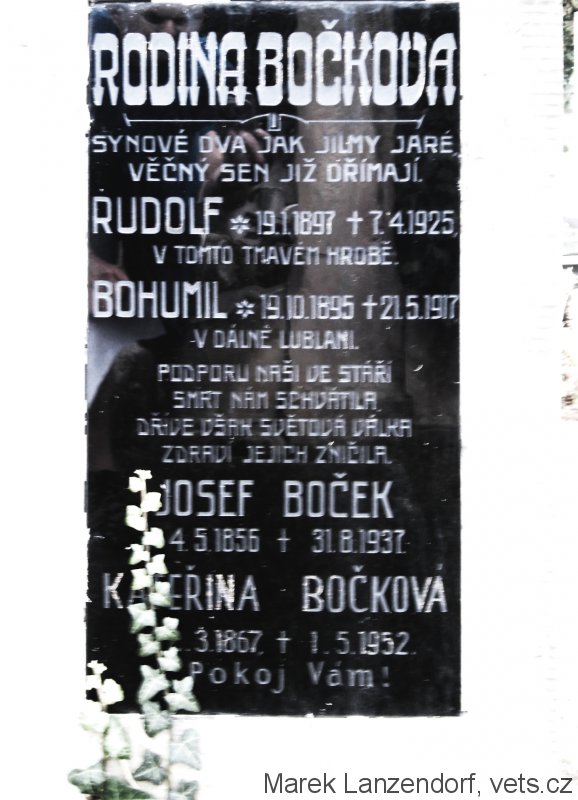 RODINA BOČKOVA
SYNOVÉ DVA JAK JILMY JARÉ,
VĚČNÝ SEN JIŽ DŘÍMAJÍ.
RUDOLF * 19.1.1897 † 7.4.1925,
V TOMTO TMAVÉM HROBĚ.
BOHUMIL * 19.10.1895 † 21.5.1917
V DÁLNÉ LUBLANI.
PODPORU NAŠI VE STÁŘÍ
SMRT NÁM SCHVÁTILA,
DŘÍVE VŠAK SVĚTOVÁ VÁLKA
ZDRAVÍ JEJICH ZNIČILA.
JOSEF BOČEK
4.5.1856 † 31.8.1937.
KATEŘINA BOČKOVÁ
.3.1867, † 1.5.1952.
Pokoj Vám!
Marek Lanzendorf, vets.cz